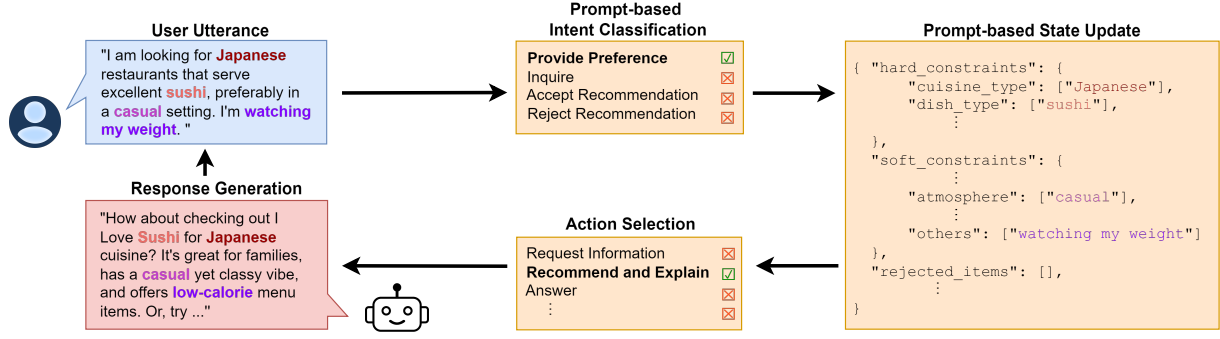 User Utterance
"I am looking for Japanese
restaurants that serve
excellent sushi, preferably in
a casual setting. I'm watching
my weight. "
Prompt-based
Intent Classification
Provide Preference
Inquire
Accept Recommendation
Reject Recommendation
Prompt-based State Update
{ "hard_constraints": {
"cuisine_type": ["Japanese"],
"dish_type": ["sushi"],
⋮
},
"soft_constraints": {
⋮
"atmosphere": ["casual"],
⋮
"others": ["watching my weight"]
},
"rejected_items": [],
⋮
}
Action Selection
Request Information
Recommend and Explain
Answer
⋮
Response Generation
"How about checking out I
Love Sushi for Japanese
cuisine? It's great for families,
has a casual yet classy vibe,
and offers low-calorie menu
items. Or, try ..."